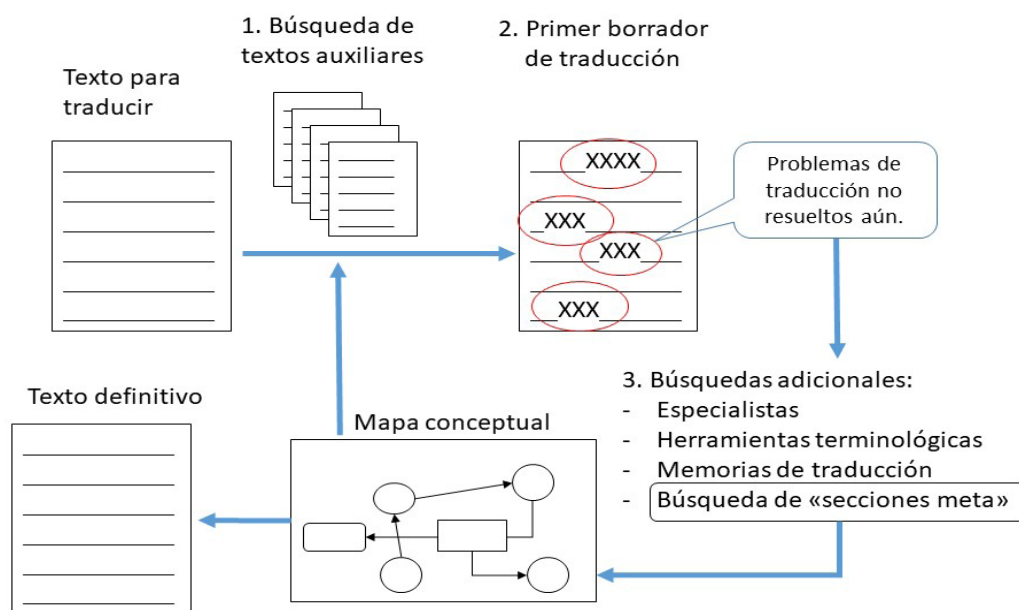 Texto para
traducir
1. Búsqueda de
textos auxiliares
2. Primer borrador
de traducción
XXXX
XXX
XXX
XXX
Problemas de
traducción no
resueltos aún.
3. Búsquedas adicionales:
- Especialistas
- Herramientas terminológicas
- Memorias de traducción
- Búsqueda de «secciones meta»
Mapa conceptual
Texto definitivo